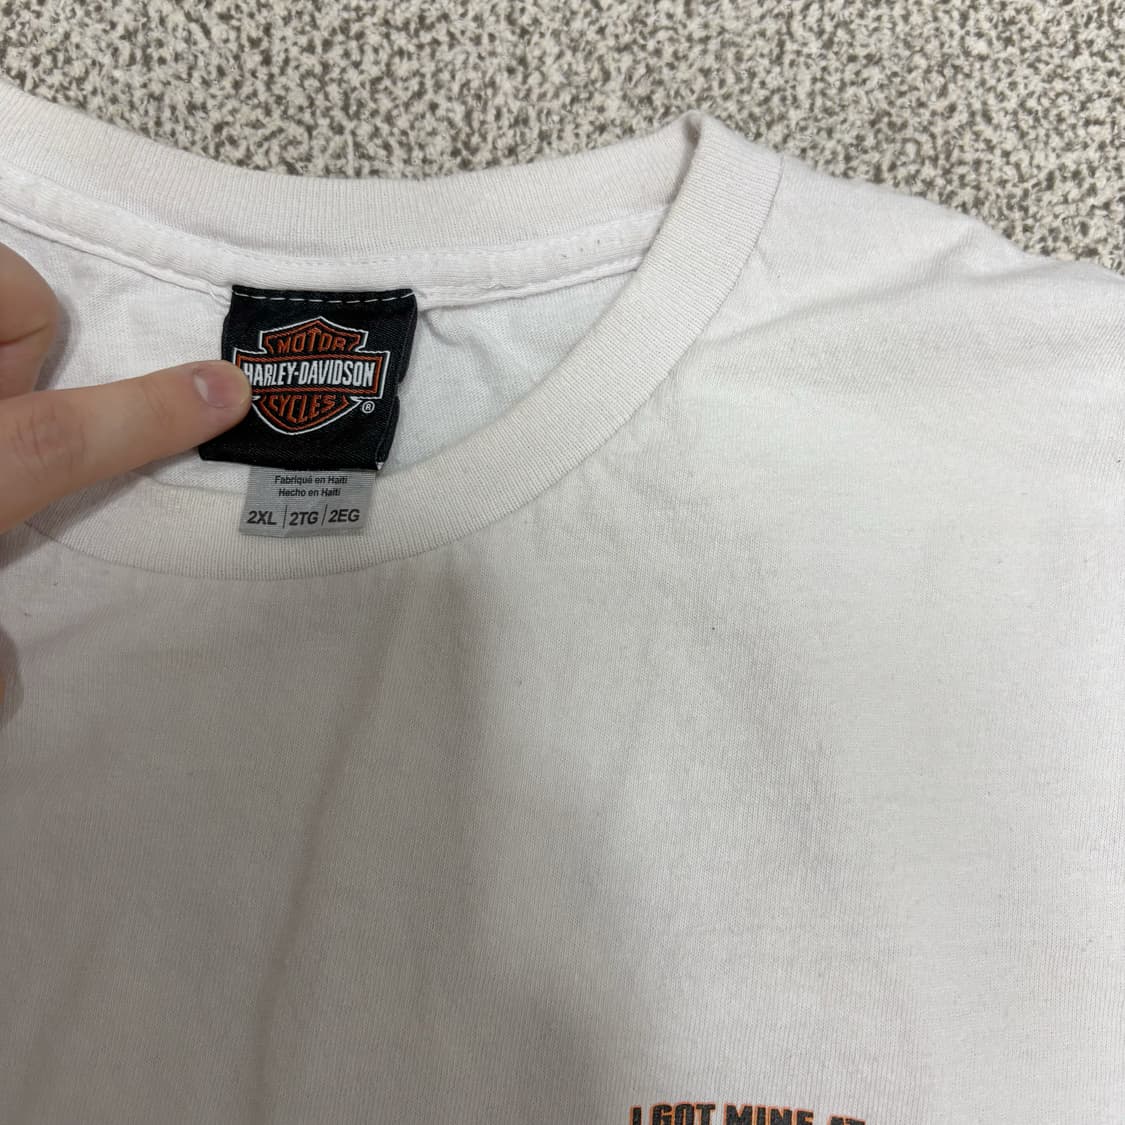 MOTOR
HARLEY-DAVIDSON
CYCLES ®
Fabriqué en Haïti
Hecho en Haití
2XL | 2TG | 2EG
I GOT MINE AT